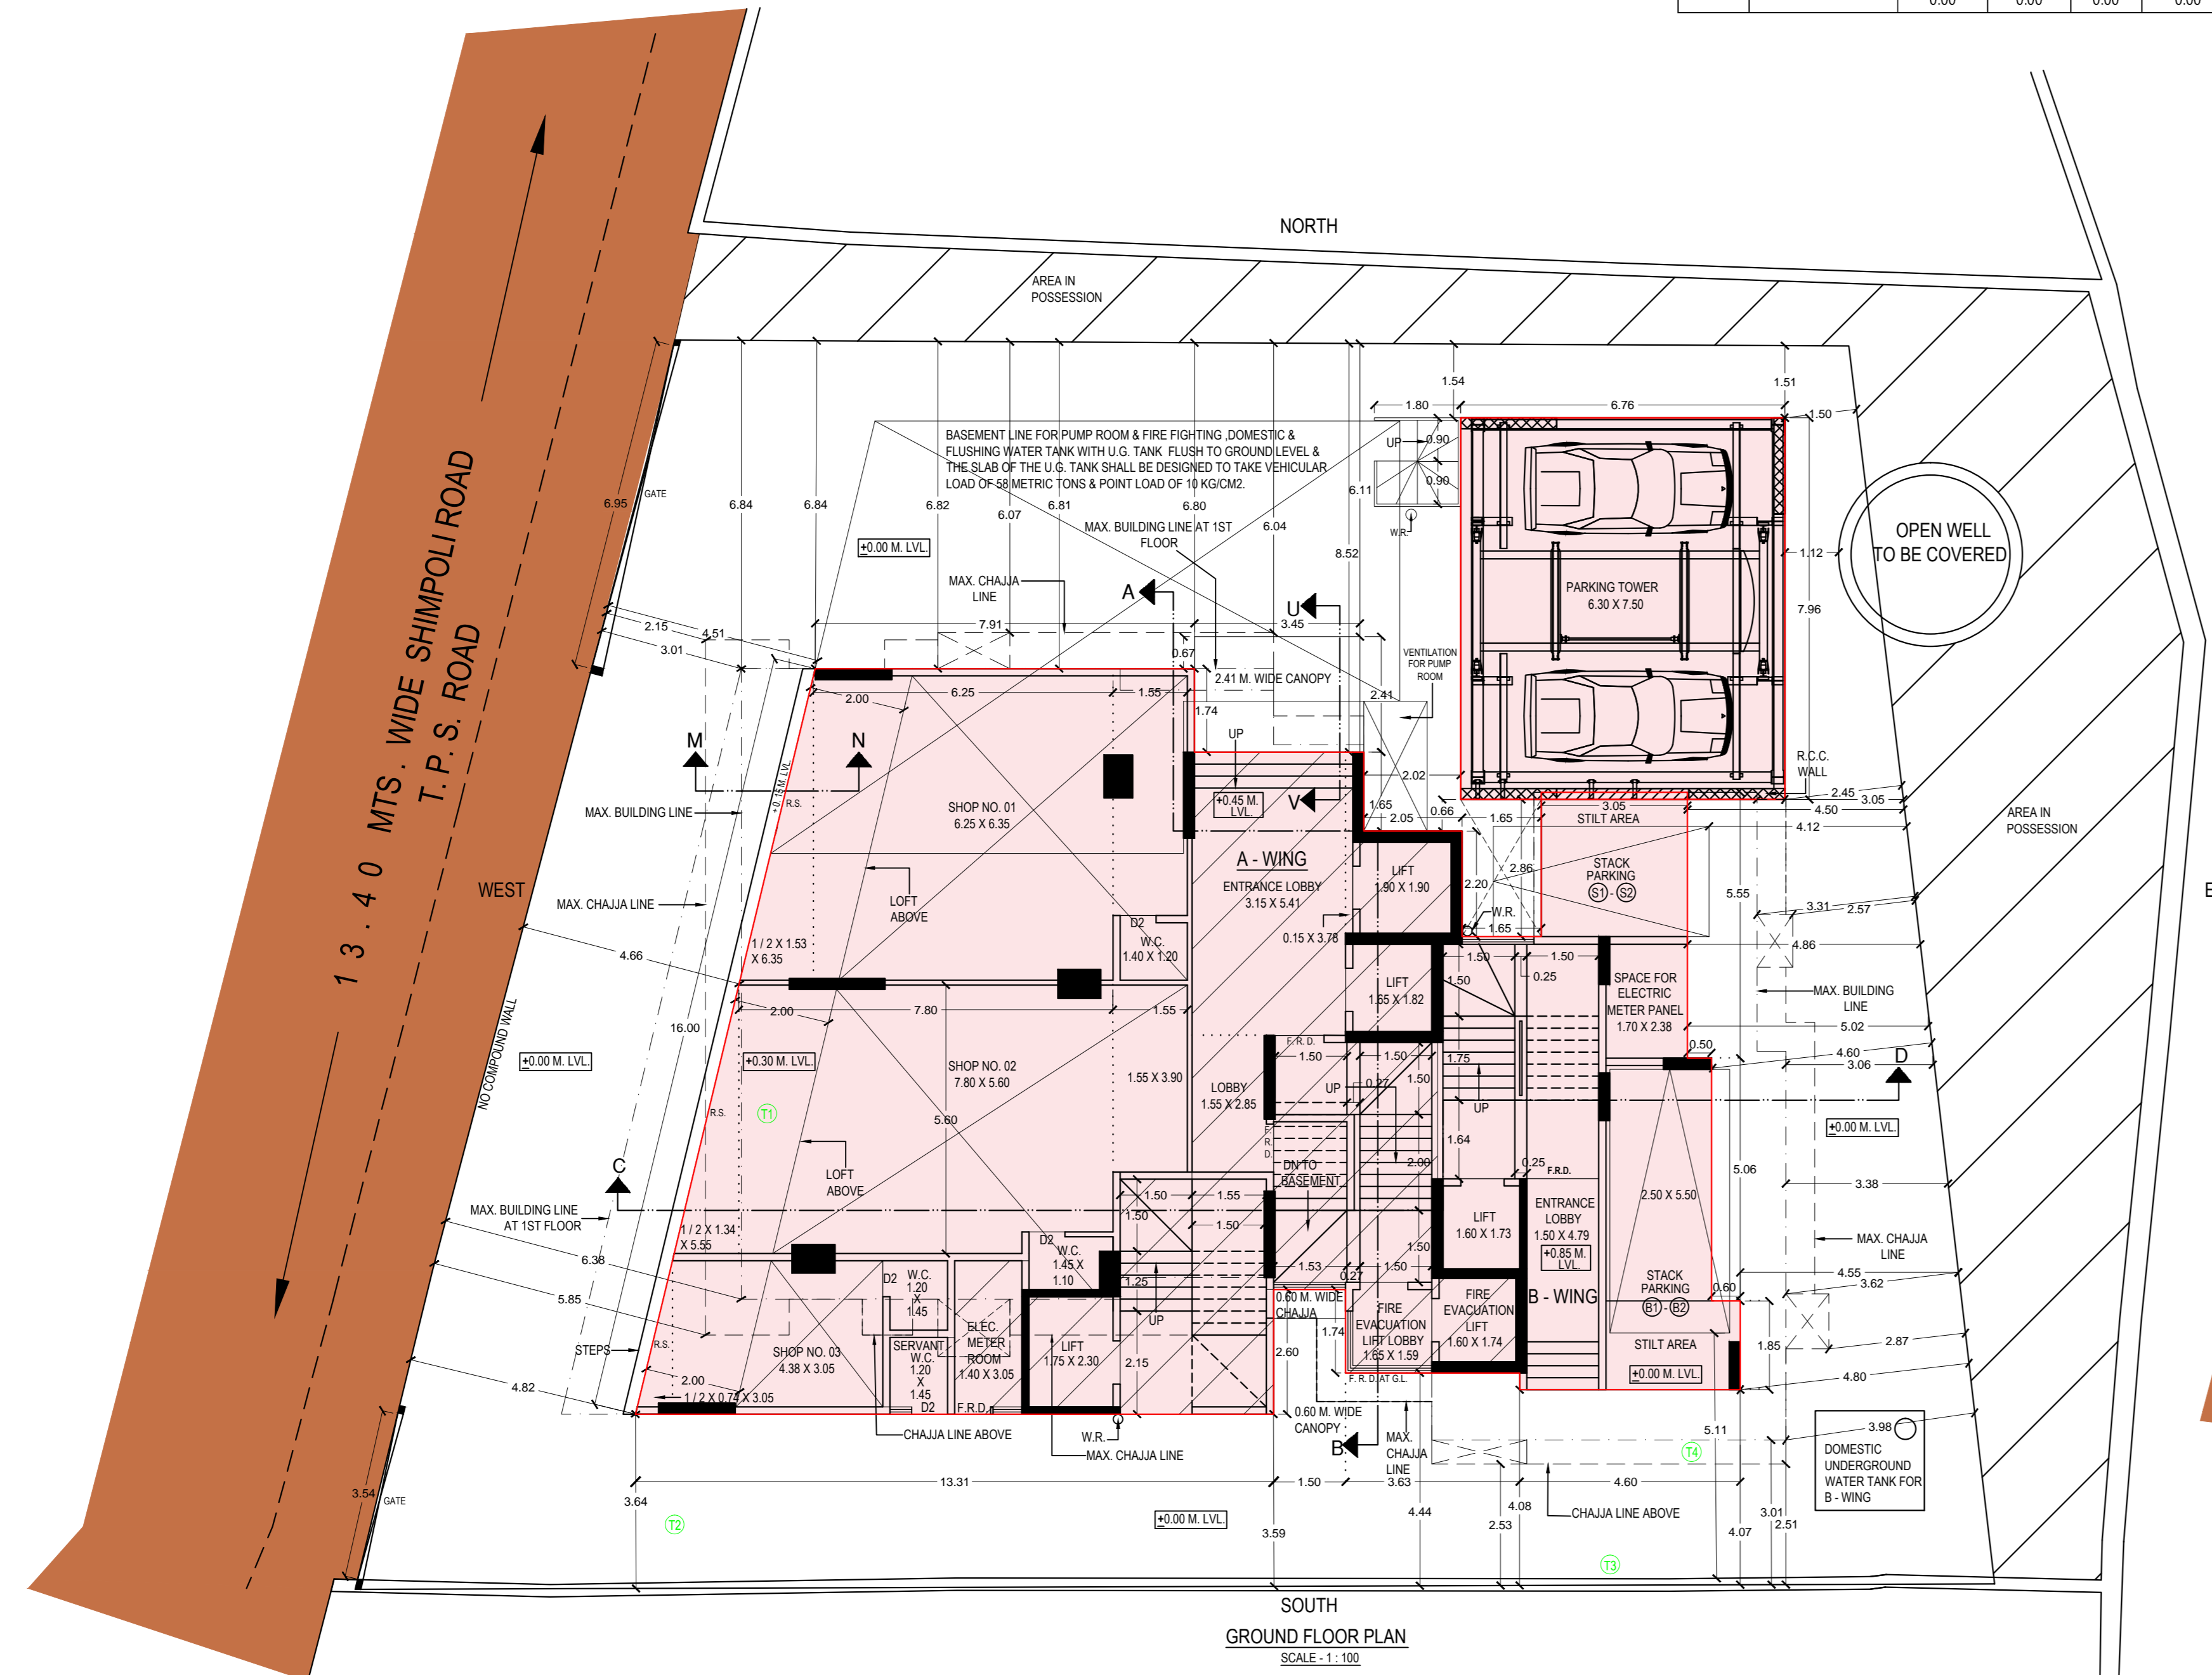 0.00 0.00 0.00 0.00
NORTH
AREA IN
POSSESSION
13.40 MTS. WIDE SHIMPOLI ROAD
T.P.S. ROAD
GATE
6.95
6.84
6.84
6.82
6.07
6.81
6.80
6.04
8.52
6.11
1.54
1.51
1.80
6.76
1.50
BASEMENT LINE FOR PUMP ROOM & FIRE FIGHTING ,DOMESTIC &
FLUSHING WATER TANK WITH U.G. TANK FLUSH TO GROUND LEVEL &
THE SLAB OF THE U.G. TANK SHALL BE DESIGNED TO TAKE VEHICULAR
LOAD OF 58 METRIC TONS & POINT LOAD OF 10 KG/CM2.
UP
0.90
0.90
W.R.
MAX. BUILDING LINE AT 1ST
FLOOR
+0.00 M. LVL.
MAX. CHAJJA
LINE
A
U
OPEN WELL
TO BE COVERED
1.12
PARKING TOWER
6.30 X 7.50
7.96
2.15
4.51
3.01
7.91
3.45
0.67
VENTILATION
FOR PUMP
ROOM
2.41 M. WIDE CANOPY
2.41
2.00
6.25
1.55
1.74
M
N
UP
R.C.C.
WALL
2.02
+ 0.15 M. LVL.
R.S.
MAX. BUILDING LINE
SHOP NO. 01
6.25 X 6.35
+0.45 M.
LVL.
V
1.65
2.05
0.66
1.65
3.05
STILT AREA
2.45
3.05
4.50
4.12
AREA IN
POSSESSION
A - WING
ENTRANCE LOBBY
3.15 X 5.41
LIFT
1.90 X 1.90
2.20
2.86
STACK
PARKING
S1 - S2
5.55
WEST
MAX. CHAJJA LINE
LOFT
ABOVE
3.31
2.57
W.R.
1.65
D2
W.C.
1.40 X 1.20
0.15 X 3.78
4.86
1 / 2 X 1.53
X 6.35
4.66
1.50
0.25
1.50
1.50
LIFT
1.65 X 1.82
SPACE FOR
ELECTRIC
METER PANEL
1.70 X 2.38
MAX. BUILDING
LINE
NO COMPOUND WALL
16.00
2.00
7.80
1.55
5.02
+0.00 M. LVL.
+0.30 M. LVL.
SHOP NO. 02
7.80 X 5.60
1.55 X 3.90
F. R. D.
1.50
1.50
1.75
0.50
4.60
3.06
D
LOBBY
1.55 X 2.85
UP
0.27
1.50
UP
T1
R.S.
5.60
+0.00 M. LVL.
F.
R.
D.
1.64
2.00
0.25
F.R.D.
5.06
C
LOFT
ABOVE
DN TO
BASEMENT
2.50 X 5.50
3.38
MAX. BUILDING LINE
AT 1ST FLOOR
1.50
1.55
1.50
1.50
LIFT
1.60 X 1.73
ENTRANCE
LOBBY
1.50 X 4.79
+0.85 M.
LVL.
1 / 2 X 1.34
X 5.55
D2
W.C.
1.45 X
1.10
1.50
MAX. CHAJJA
LINE
6.38
D2
W.C.
1.20
X
1.45
1.25
1.53
0.27
1.50
STACK
PARKING
B1 - B2
0.60
4.55
3.62
5.85
UP
0.60 M. WIDE
CHAJJA
FIRE
EVACUATION
LIFT LOBBY
1.65 X 1.59
FIRE
EVACUATION
LIFT
1.60 X 1.74
B - WING
STEPS
R.S.
SHOP NO. 03
4.38 X 3.05
SERVANT
W.C.
1.20
X
1.45
D2
ELEC.
METER
ROOM
1.40 X 3.05
LIFT
1.75 X 2.30
2.15
1.74
2.60
STILT AREA
+0.00 M. LVL.
1.85
2.87
4.82
2.00
1 / 2 X 0.74 X 3.05
F.R.D.
F. R. D. AT G.L.
4.80
CHAJJA LINE ABOVE
W.R.
MAX. CHAJJA LINE
0.60 M. WIDE
CANOPY
B
MAX.
CHAJJA
LINE
T4
5.11
3.98
DOMESTIC
UNDERGROUND
WATER TANK FOR
B - WING
3.54
GATE
13.31
1.50
3.63
4.60
3.64
T2
+0.00 M. LVL.
3.59
4.44
2.53
4.08
CHAJJA LINE ABOVE
T3
4.07
3.01
2.51
SOUTH
GROUND FLOOR PLAN
SCALE - 1 : 100